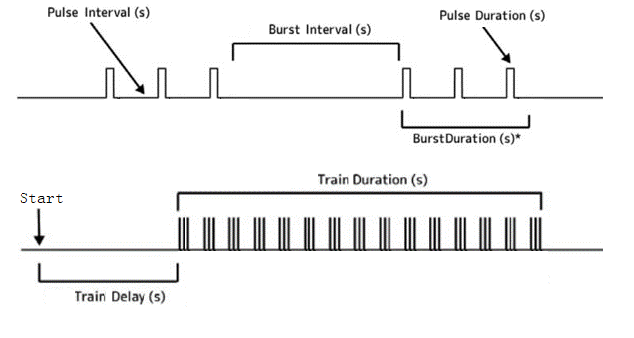 Pulse Interval (s)
Burst Interval (s)
Pulse Duration (s)
BurstDuration (s)*
Train Duration (s)
Start
Train Delay (s)